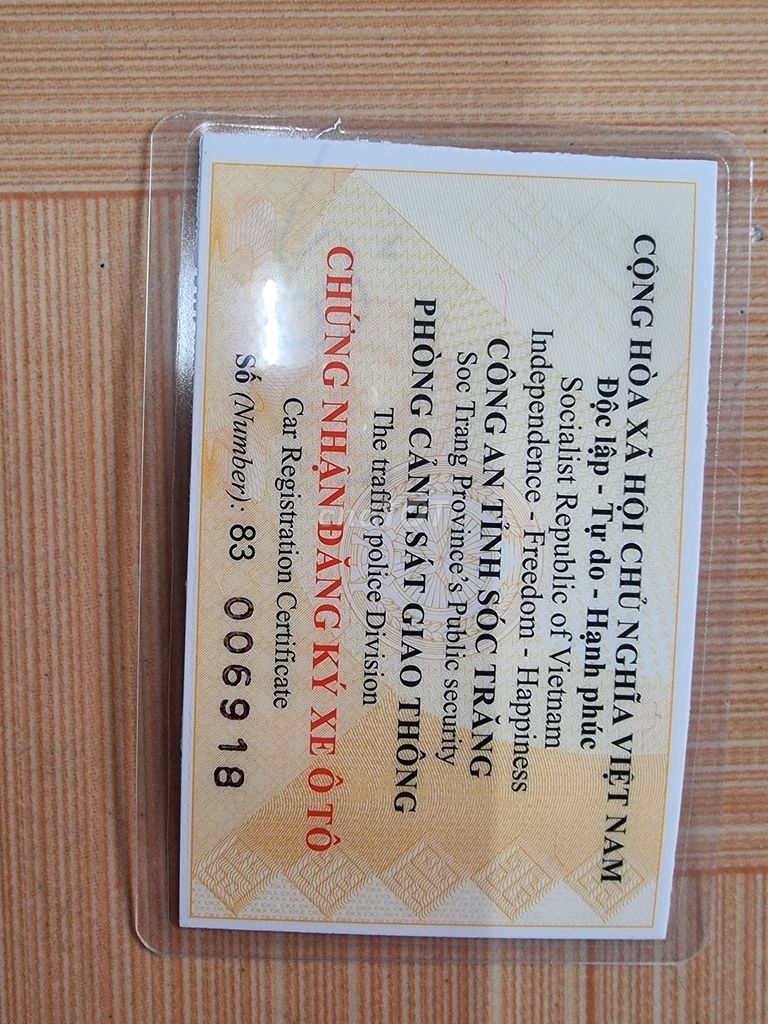 CỘNG HÒA XÃ HỘI CHỦ NGHĨA VIỆT NAM
Độc lập - Tự do - Hạnh phúc
Socialist Republic of Vietnam
Independence - Freedom - Happiness
CÔNG AN TỈNH SÓC TRĂNG
Soc Trang Province's Public security
PHÒNG CẢNH SÁT GIAO THÔNG
The traffic police Division
CHỨNG NHẬN ĐĂNG KÝ XE Ô TÔ
Car Registration Certificate
Số (Number): 83 006918